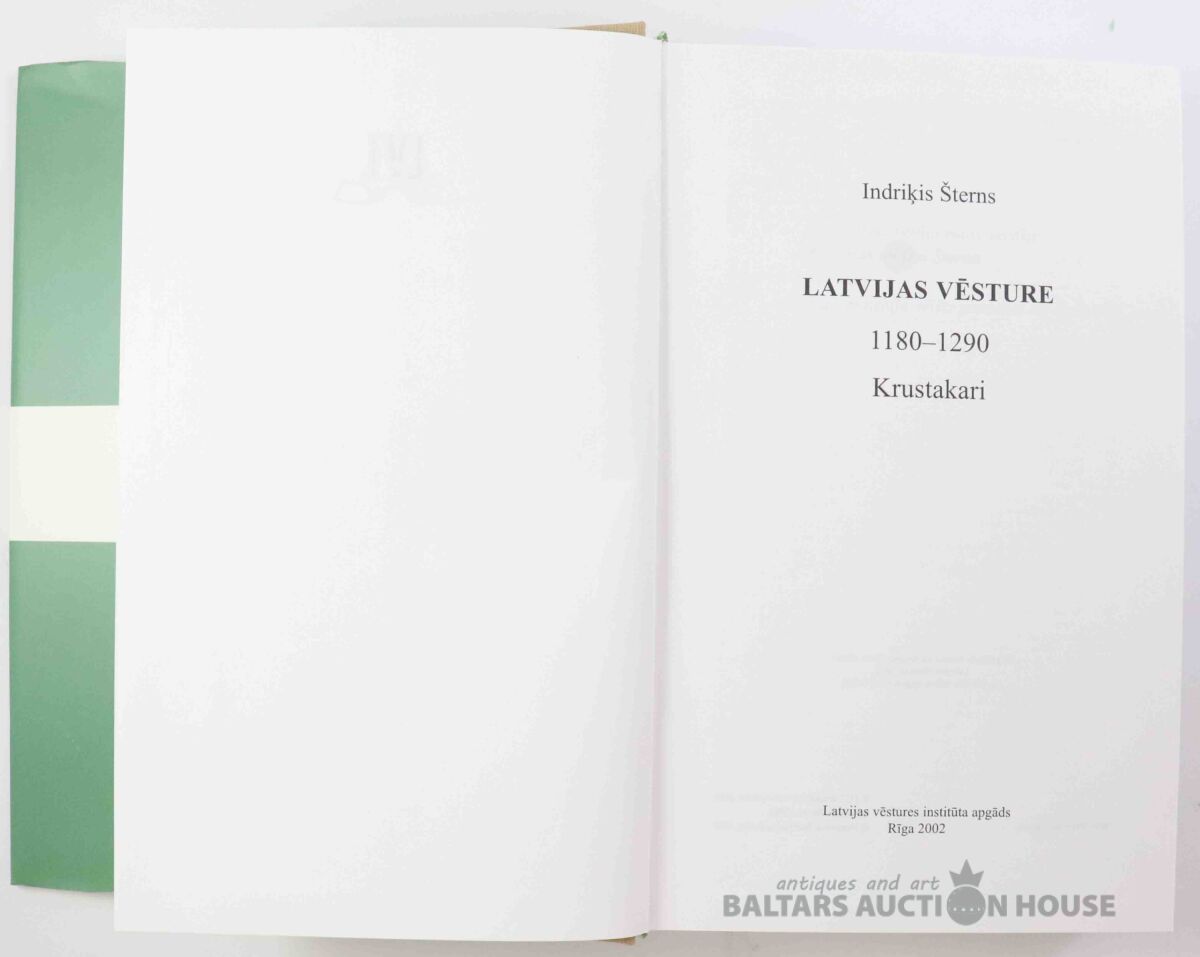 Indriķis Šterns
LATVIJAS VĒSTURE
1180–1290
Krustakari
Latvijas vēstures institūta apgāds
Rīga 2002
antiques and art
BALTARS AUCTION HOUSE